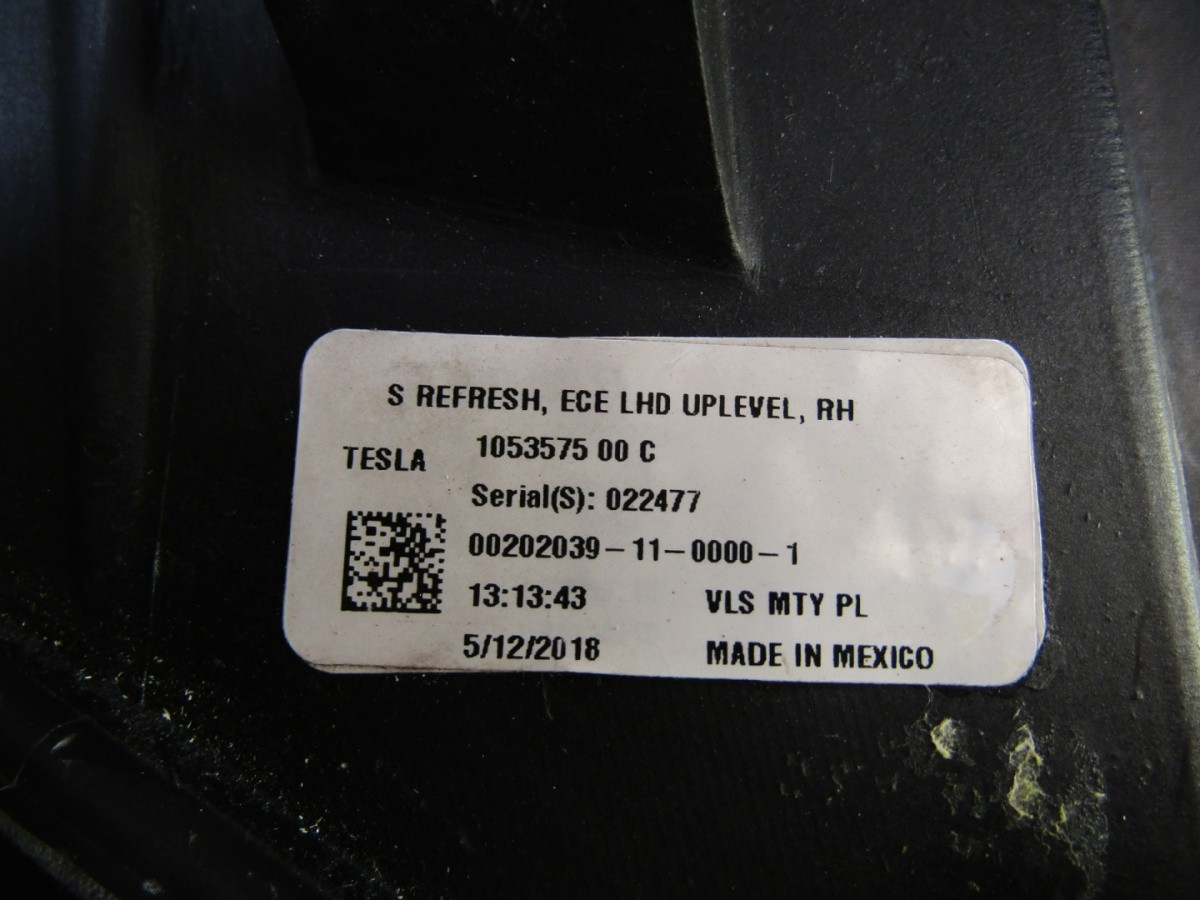 S REFRESH, ECE LHD UPLEVEL, RH
TESLA 1053575 00 C
Serial(S): 022477
00202039-11-0000-1
13:13:43 VLS MTY PL
5/12/2018 MADE IN MEXICO